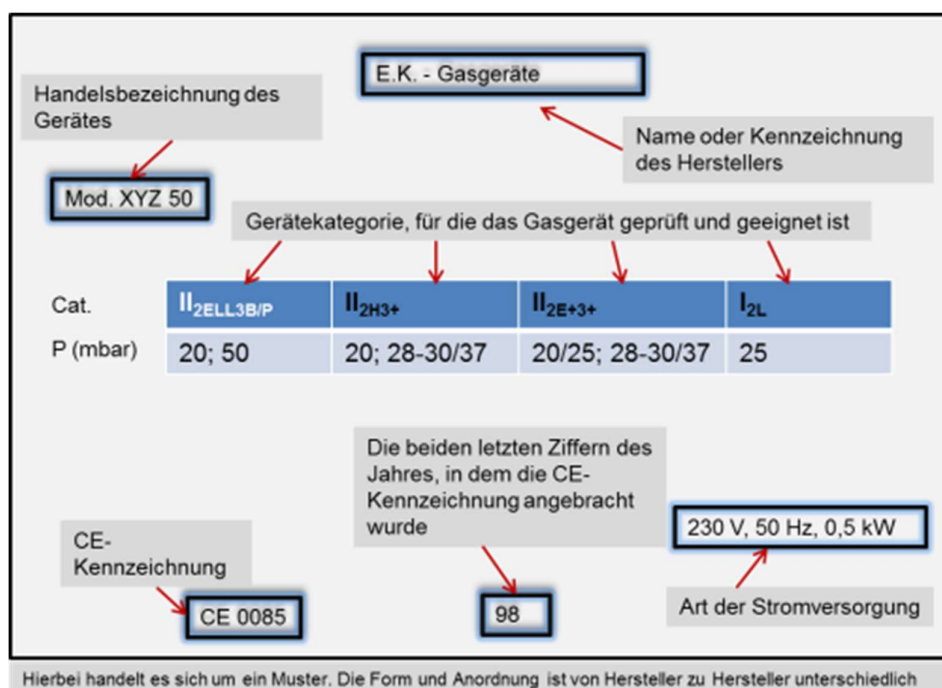 E.K. - Gasgeräte
Handelsbezeichnung des
Gerätes
Name oder Kennzeichnung
des Herstellers
Mod. XYZ 50
Gerätekategorie, für die das Gasgerät geprüft und geeignet ist
Cat. II2ELL3B/P II2H3+ II2E+3+ I2L
P (mbar) 20; 50 20; 28-30/37 20/25; 28-30/37 25
Die beiden letzten Ziffern des
Jahres, in dem die CE-
Kennzeichnung angebracht
wurde
230 V, 50 Hz, 0,5 kW
CE-
Kennzeichnung
Art der Stromversorgung
CE 0085
98
Hierbei handelt es sich um ein Muster. Die Form und Anordnung ist von Hersteller zu Hersteller unterschiedlich